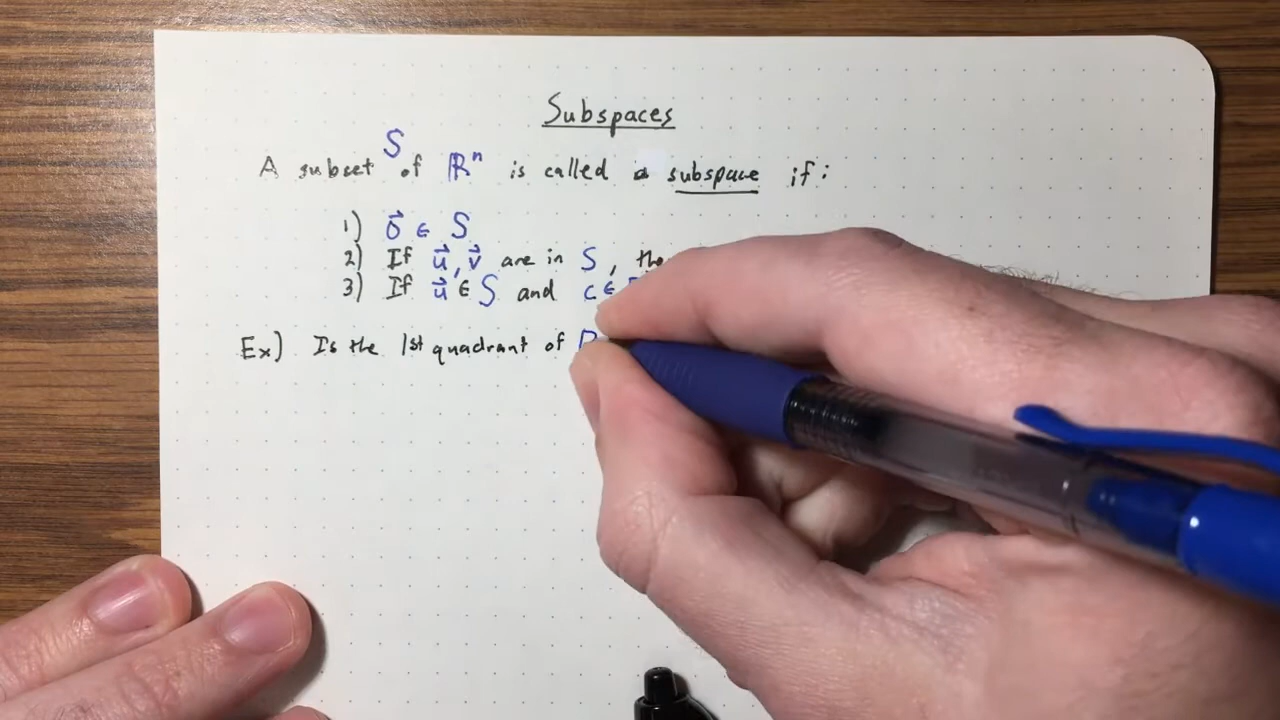 Subspaces
A subset S of ℝⁿ is called a subspace if:
1) 0⃗ ∈ S
2) If u⃗, v⃗ are in S, the
3) If u⃗ ∈ S and c ∈
Ex) Is the 1st quadrant of